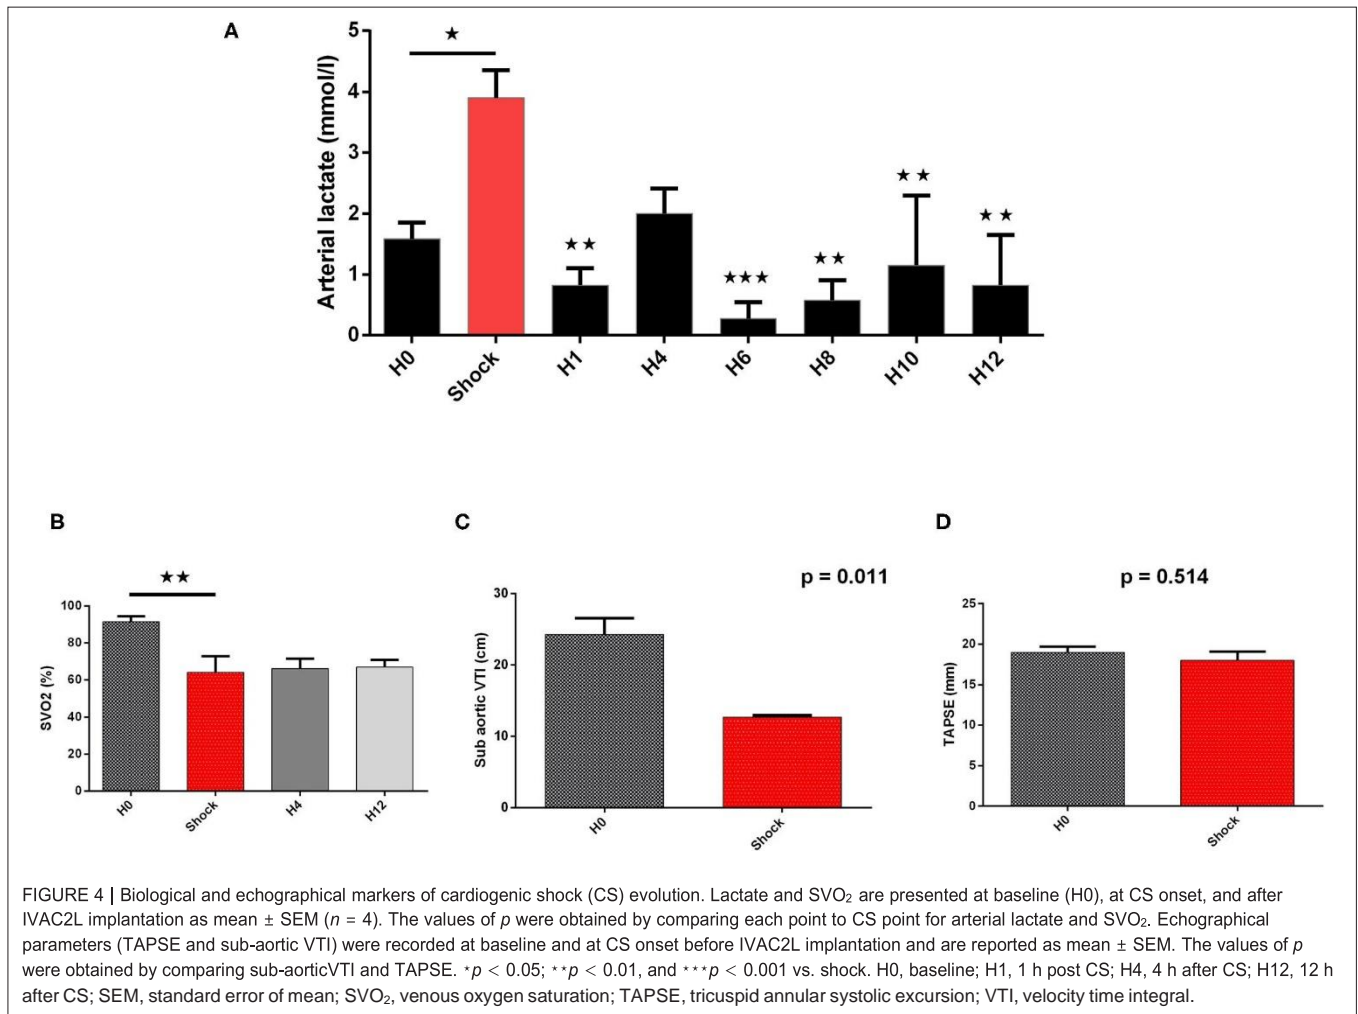 A
★
Arterial lactate (mmol/l)
5
4
3
2
1
0
★ ★
★★★
★ ★
★ ★
★ ★
H0
Shock
H1
H4
H6
H8
H10
H12
B
★★
SVO2 (%)
100
80
60
40
20
0
H0
Shock
H4
H12
C
p = 0.011
Sub aortic VTI (cm)
30
20
10
0
H0
Shock
D
p = 0.514
TAPSE (mm)
25
20
15
10
5
0
H0
Shock
FIGURE 4 | Biological and echographical markers of cardiogenic shock (CS) evolution. Lactate and SVO₂ are presented at baseline (H0), at CS onset, and after
IVAC2L implantation as mean ± SEM (n = 4). The values of p were obtained by comparing each point to CS point for arterial lactate and SVO₂. Echographical
parameters (TAPSE and sub-aortic VTI) were recorded at baseline and at CS onset before IVAC2L implantation and are reported as mean ± SEM. The values of p
were obtained by comparing sub-aorticVTI and TAPSE. ⋆p < 0.05; ⋆⋆p < 0.01, and ⋆⋆⋆p < 0.001 vs. shock. H0, baseline; H1, 1 h post CS; H4, 4 h after CS; H12, 12 h
after CS; SEM, standard error of mean; SVO₂, venous oxygen saturation; TAPSE, tricuspid annular systolic excursion; VTI, velocity time integral.